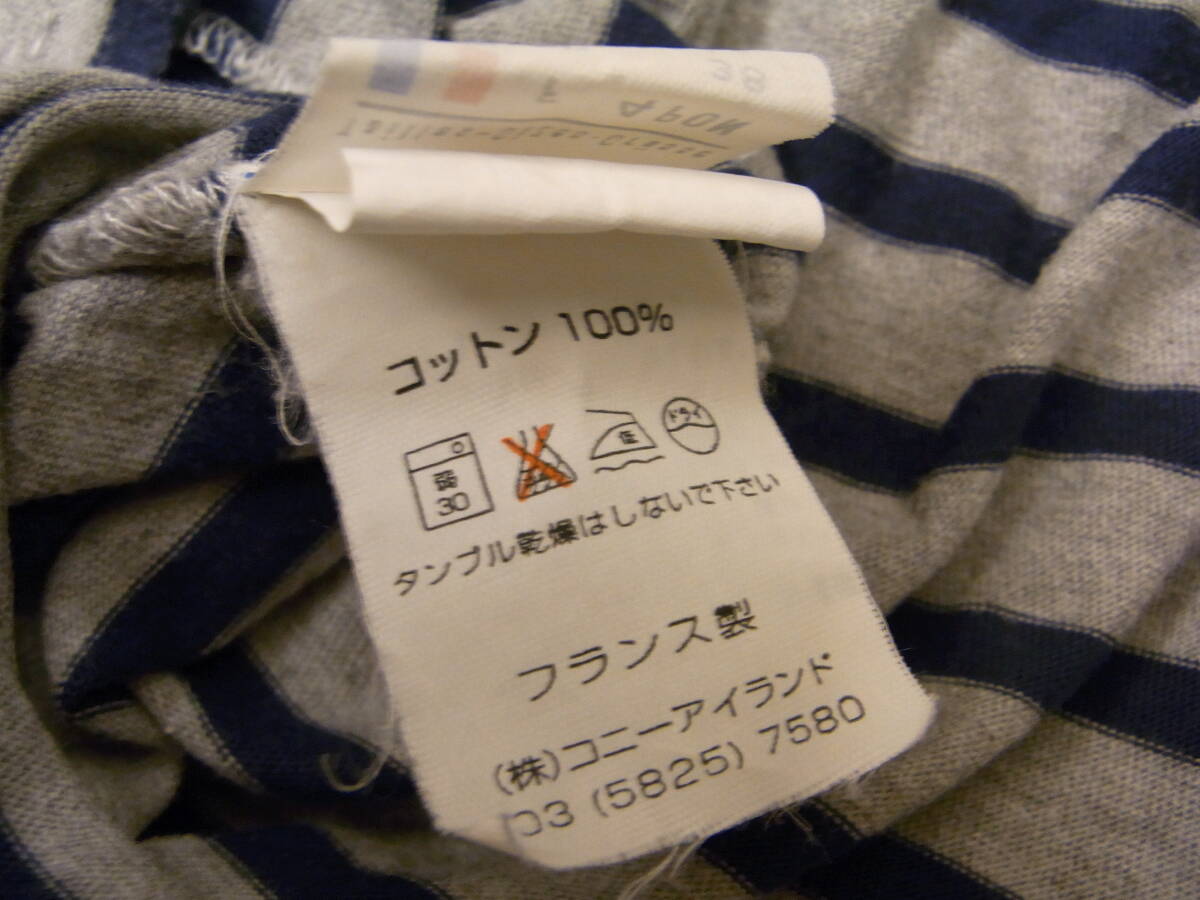 W09A
コットン 100%
弱
30
低
ドライ
タンブル乾燥はしないで下さい
フランス製
(株)コニーアイランド
03 (5825) 7580